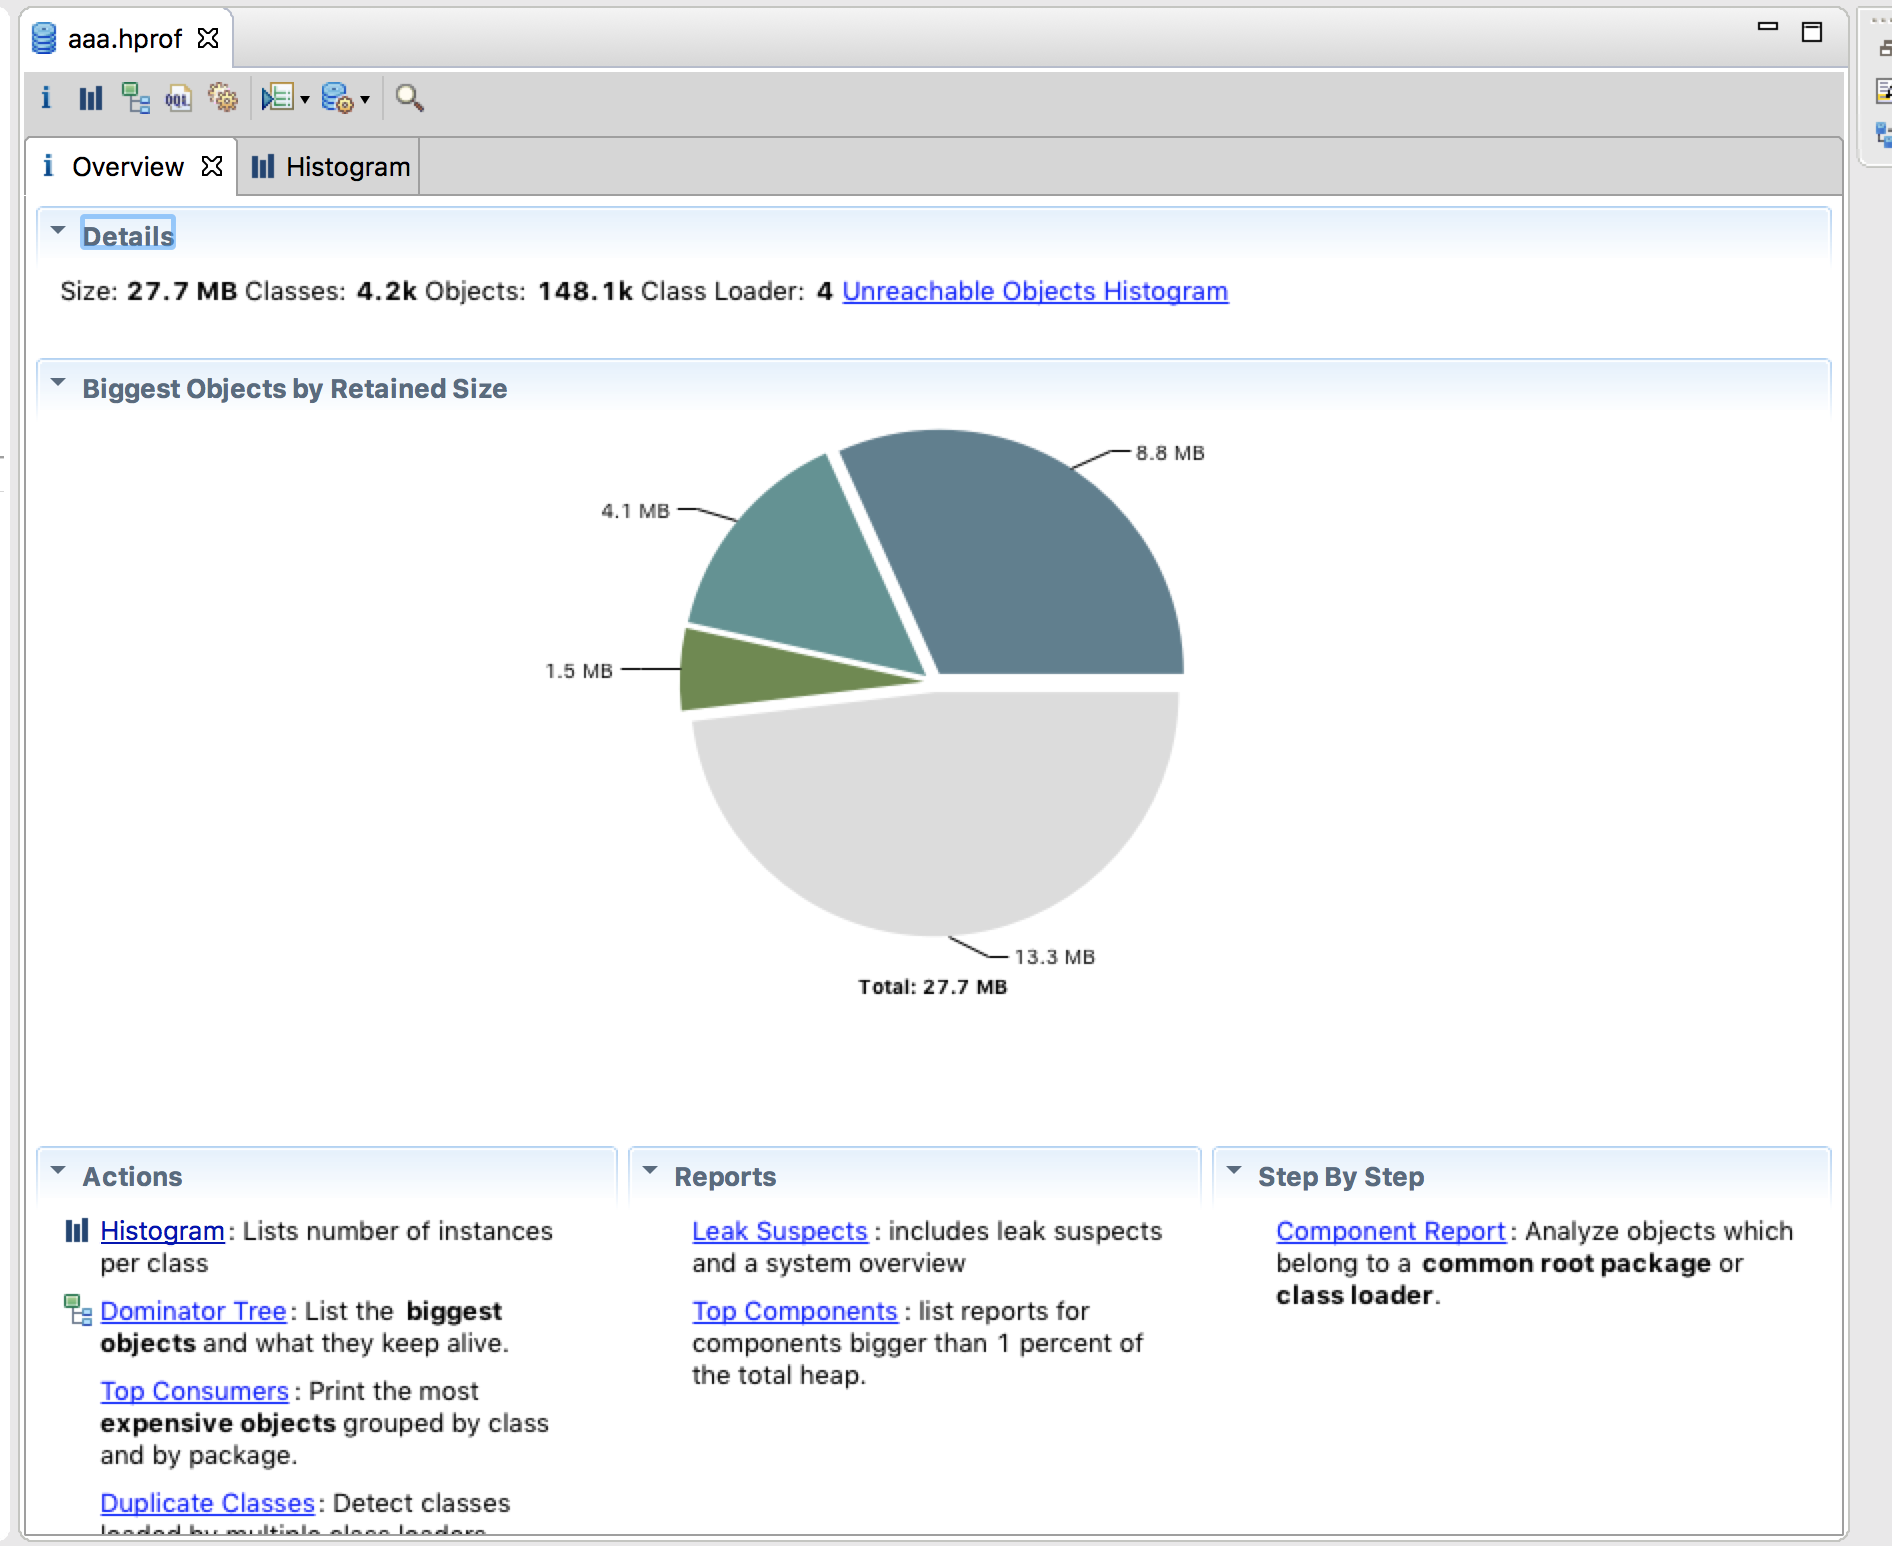 aaa.hprof
OQL
Overview
Histogram
Details
Size: 27.7 MB Classes: 4.2k Objects: 148.1k Class Loader: 4 Unreachable Objects Histogram
Biggest Objects by Retained Size
8.8 MB
4.1 MB
1.5 MB
13.3 MB
Total: 27.7 MB
Actions
Histogram: Lists number of instances
per class
Dominator Tree: List the biggest
objects and what they keep alive.
Top Consumers: Print the most
expensive objects grouped by class
and by package.
Duplicate Classes: Detect classes
loaded by multiple class loaders.
Reports
Leak Suspects: includes leak suspects
and a system overview
Top Components: list reports for
components bigger than 1 percent of
the total heap.
Step By Step
Component Report: Analyze objects which
belong to a common root package or
class loader.